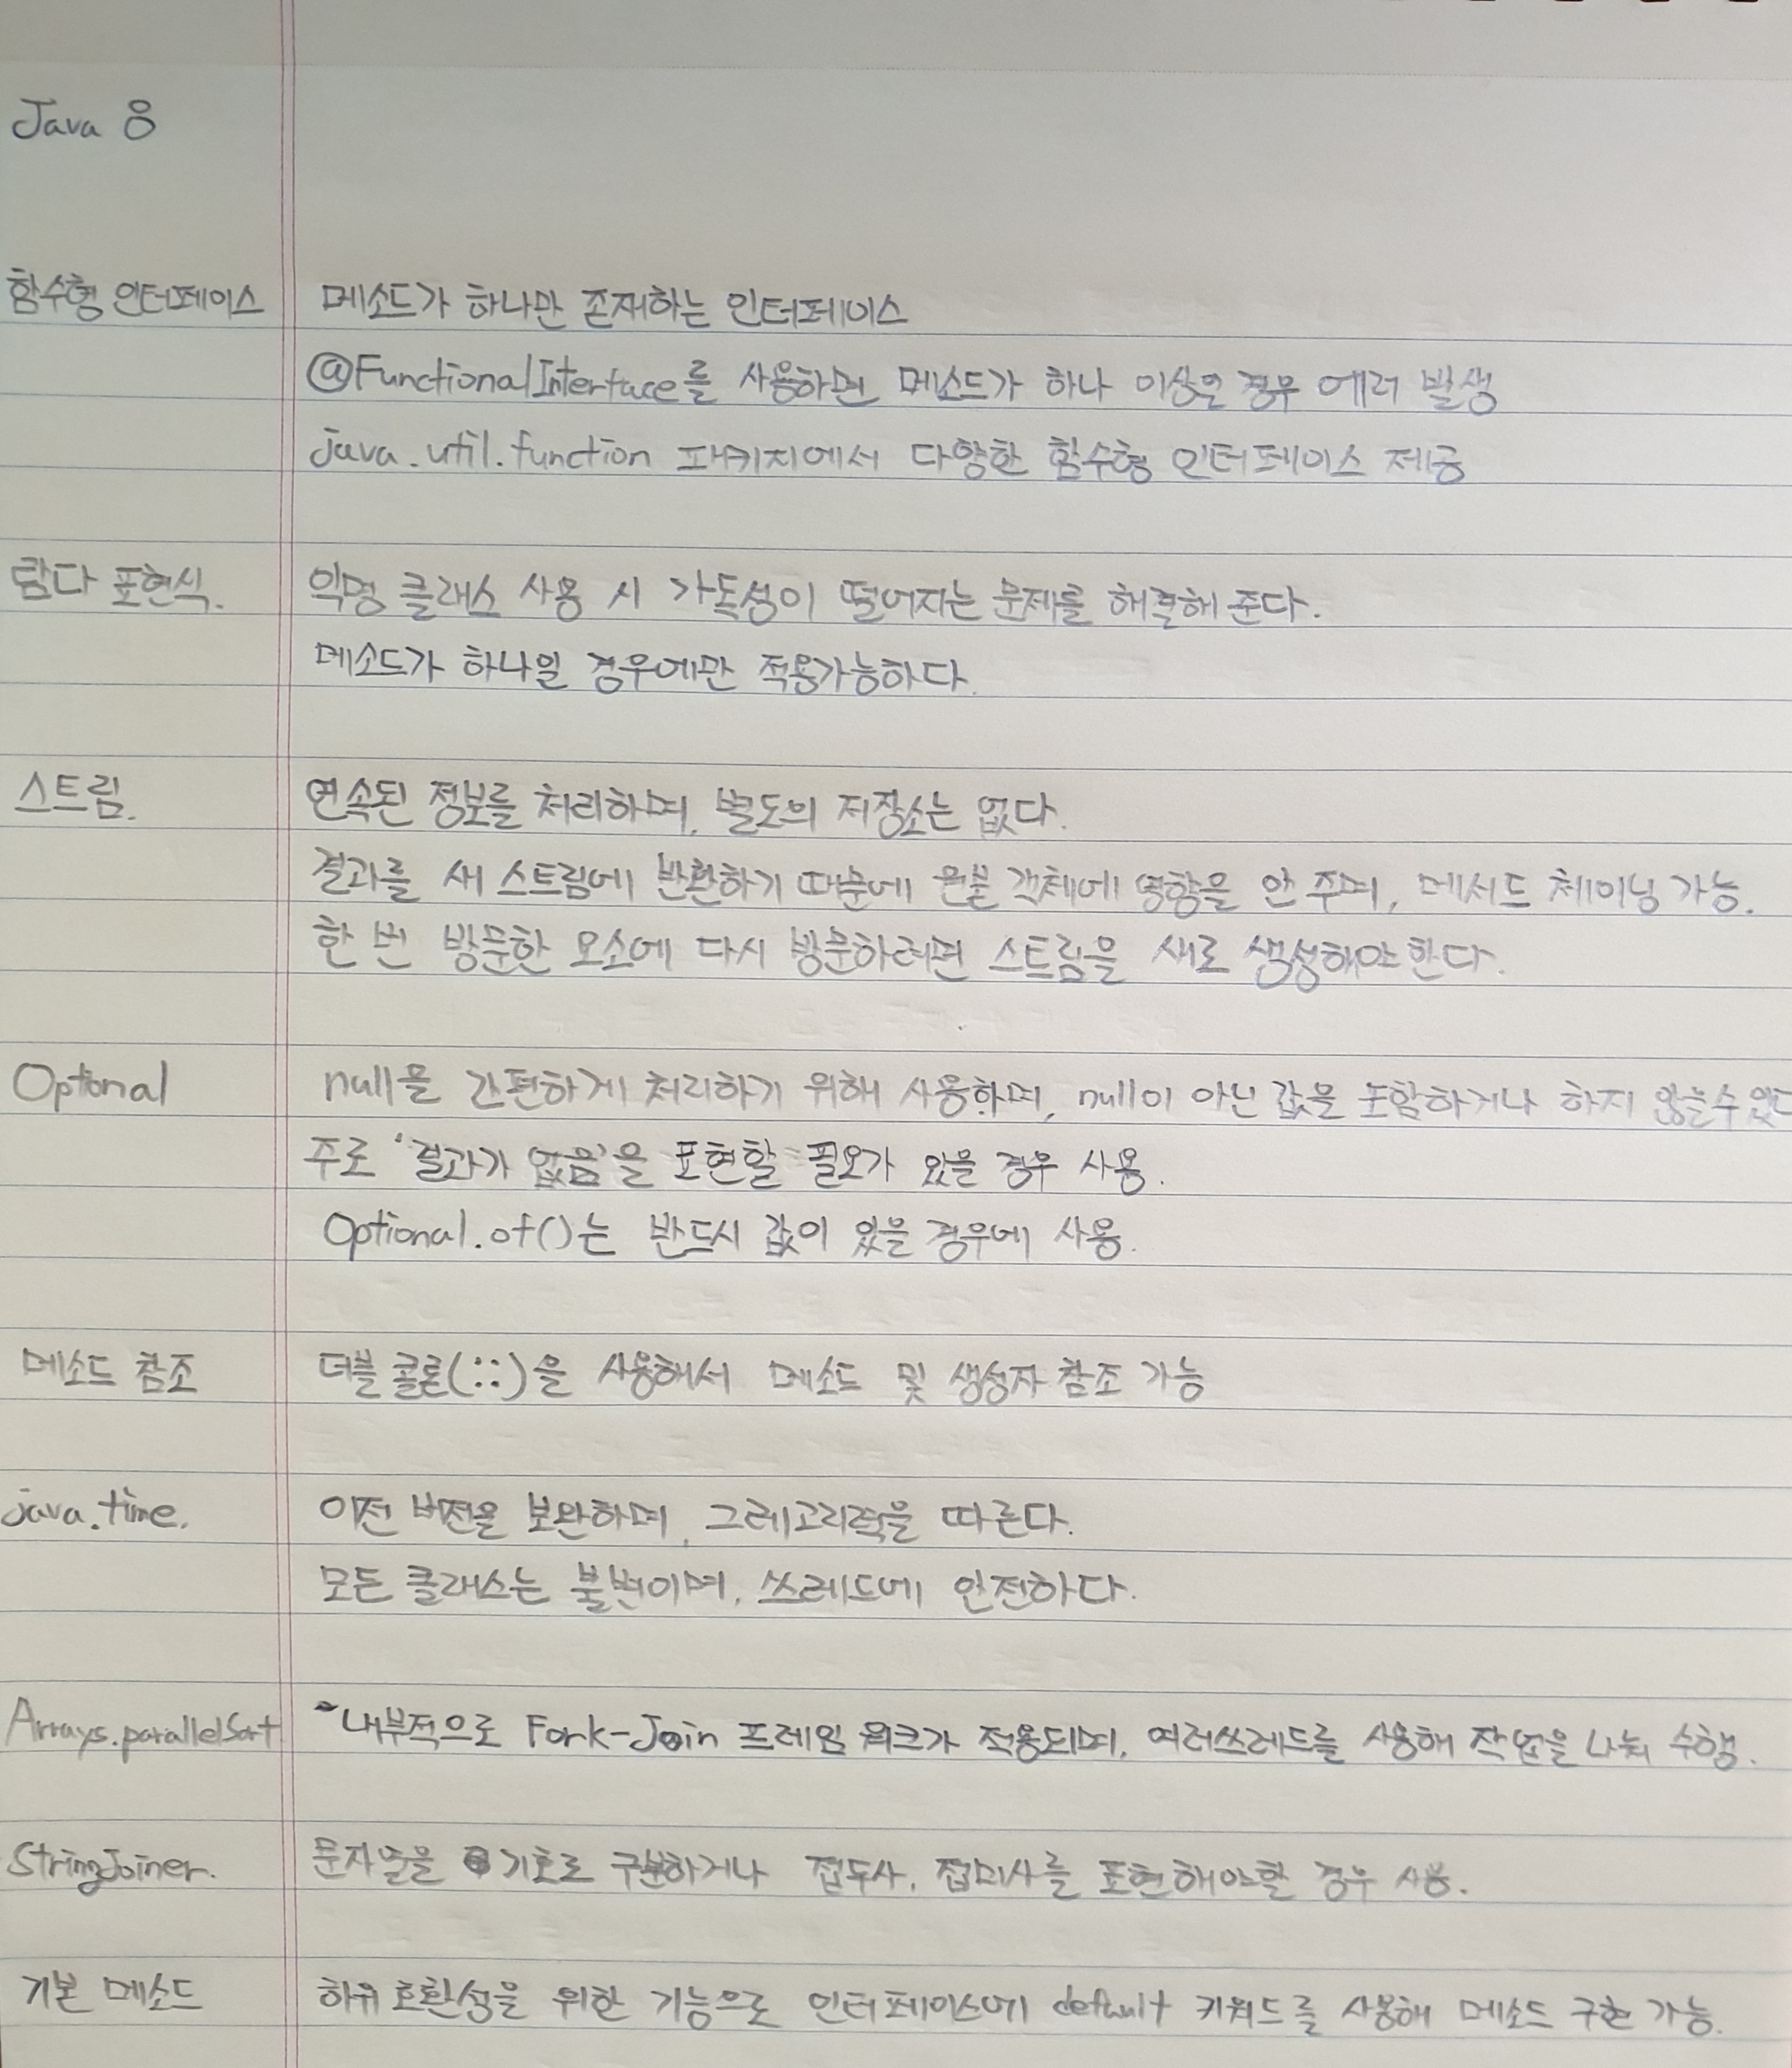 Java 8
함수형 인터페이스 메소드가 하나만 존재하는 인터페이스
@FunctionalInterface를 사용하면 메소드가 하나 이상인 경우 에러 발생
java.util.function 패키지에서 다양한 함수형 인터페이스 제공
람다 표현식. 익명 클래스 사용 시 가독성이 떨어지는 문제를 해결해 준다.
메소드가 하나일 경우에만 적용가능하다.
스트림. 연속된 정보를 처리하며, 별도의 저장소는 없다.
결과를 새 스트림에 반환하기 때문에 원본 객체에 영향을 안 주며, 메서드 체이닝 가능.
한 번 방문한 요소에 다시 방문하려면 스트림을 새로 생성해야 한다.
Optional null을 간편하게 처리하기 위해 사용하며, null이 아닌 값을 포함하거나 하지 않을 수 있다
주로 '결과가 없음'을 표현할 필요가 있을 경우 사용.
Optional.of()는 반드시 값이 있을 경우에 사용.
메소드 참조 더블 콜론(::)을 사용해서 메소드 및 생성자 참조 가능
java.time. 이전 버전을 보완하며, 그레고리력을 따른다.
모든 클래스는 불변이며, 쓰레드에 안전하다.
Arrays.parallelSort 내부적으로 Fork-Join 프레임 워크가 적용되며, 여러쓰레드를 사용해 작업을 나눠 수행.
StringJoiner. 문자열을 기호로 구분하거나 접두사, 접미사를 표현해야할 경우 사용.
기본 메소드 하위 호환성을 위한 기능으로 인터페이스에 default 키워드를 사용해 메소드 구현 가능.